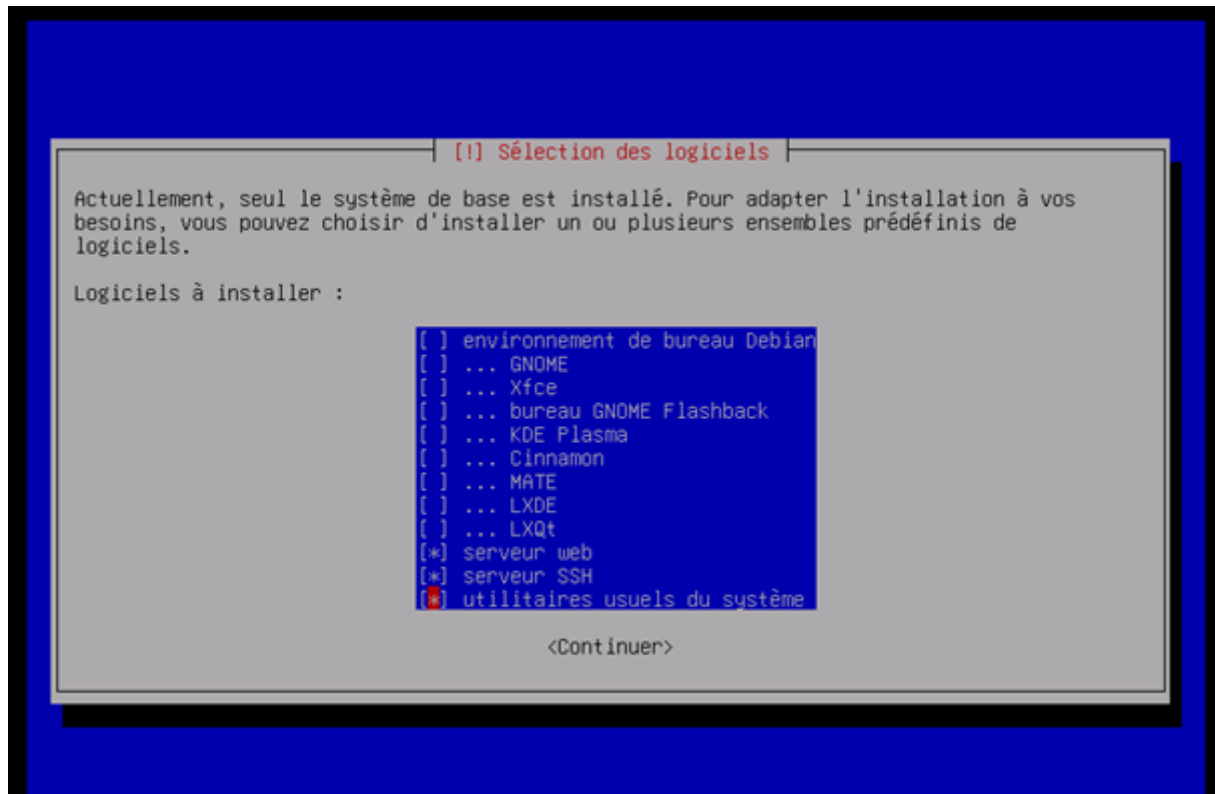 [!] Sélection des logiciels
Actuellement, seul le système de base est installé. Pour adapter l'installation à vos
besoins, vous pouvez choisir d'installer un ou plusieurs ensembles prédéfinis de
logiciels.
Logiciels à installer :
[ ] environnement de bureau Debian
[ ] ... GNOME
[ ] ... Xfce
[ ] ... bureau GNOME Flashback
[ ] ... KDE Plasma
[ ] ... Cinnamon
[ ] ... MATE
[ ] ... LXDE
[ ] ... LXQt
[*] serveur web
[*] serveur SSH
[*] utilitaires usuels du système
<Continuer>